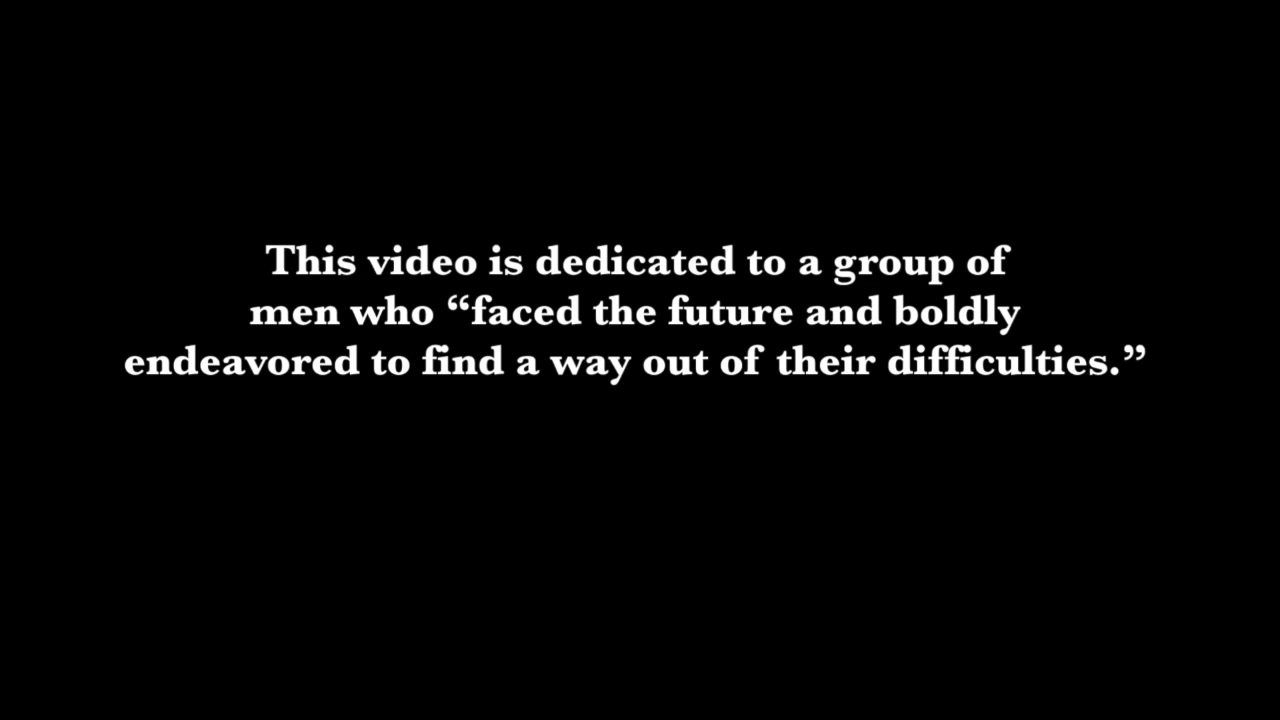 This video is dedicated to a group of
men who “faced the future and boldly
endeavored to find a way out of their difficulties.”